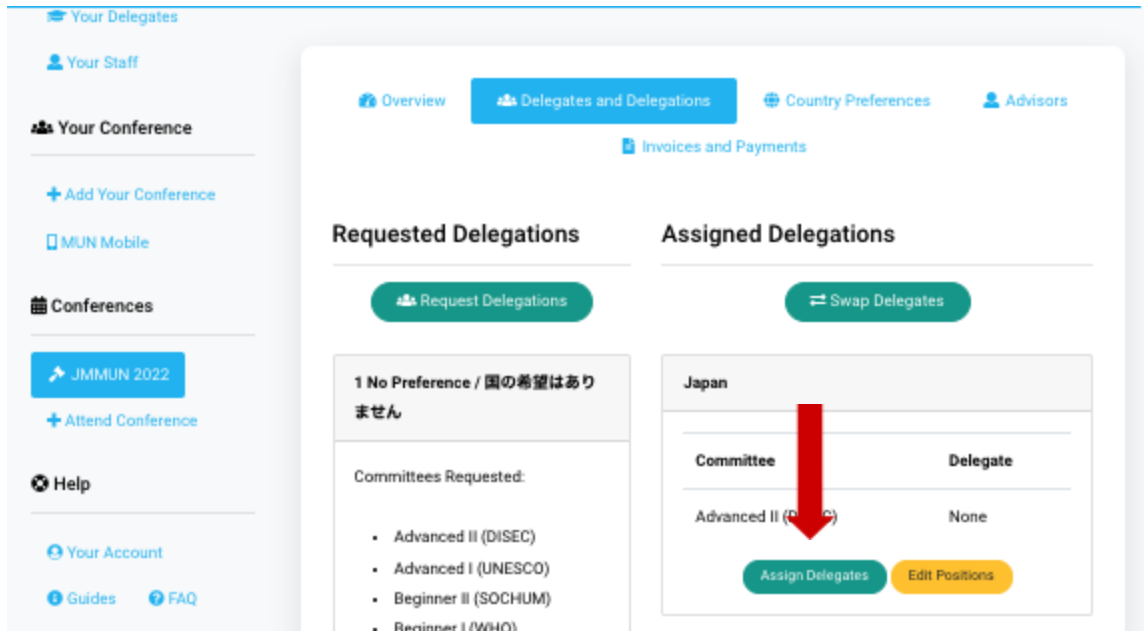 Your Delegates
Your Staff
Your Conference
Add Your Conference
MUN Mobile
Conferences
JMMUN 2022
Attend Conference
Help
Your Account
Guides FAQ
Overview Delegates and Delegations Country Preferences Advisors
Invoices and Payments
Requested Delegations
Request Delegations
1 No Preference / 国の希望はあり
ません
Committees Requested:
Advanced II (DISEC)
Advanced I (UNESCO)
Beginner II (SOCHUM)
Beginner I (WHO)
Assigned Delegations
Swap Delegates
Japan
Committee Delegate
Advanced II None
Assign Delegates Edit Positions